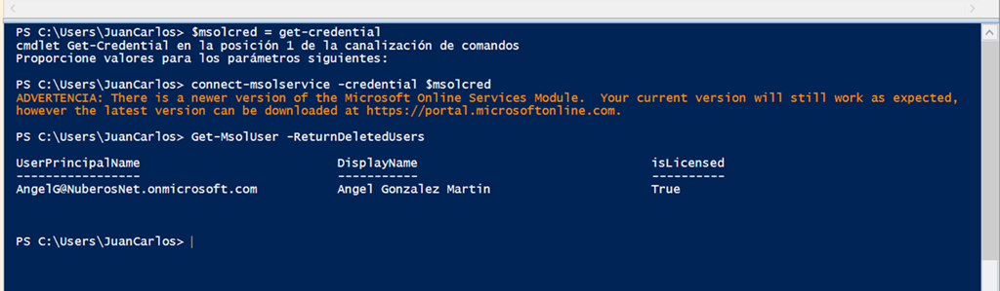 PS C:\Users\JuanCarlos> $msolcred = get-credential
cmdlet Get-Credential en la posición 1 de la canalización de comandos
Proporcione valores para los parámetros siguientes:
PS C:\Users\JuanCarlos> connect-msolservice -credential $msolcred
ADVERTENCIA: There is a newer version of the Microsoft Online Services Module.  Your current version will still work as expected,
however the latest version can be downloaded at https://portal.microsoftonline.com.
PS C:\Users\JuanCarlos> Get-MsolUser -ReturnDeletedUsers
UserPrincipalName DisplayName isLicensed
----------------- ----------- ----------
AngelG@NuberosNet.onmicrosoft.com Angel Gonzalez Martin True
PS C:\Users\JuanCarlos>